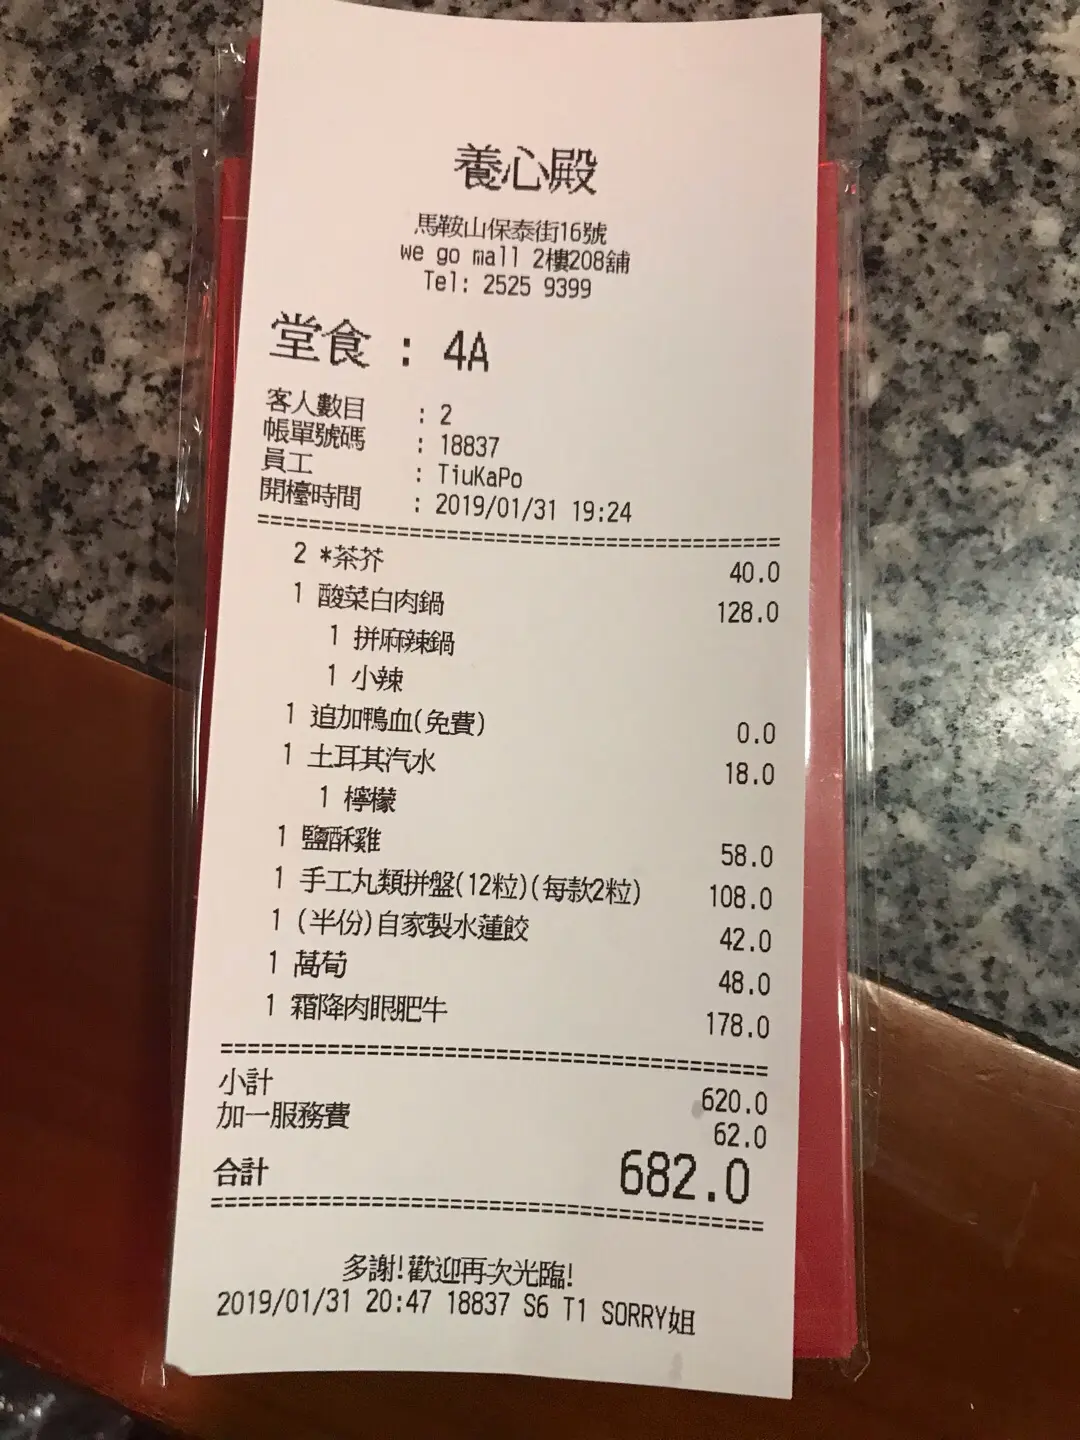 養心殿
馬鞍山保泰街16號
we go mall 2樓208舖
Tel: 2525 9399
堂食 : 4A
客人數目 : 2
帳單號碼 : 18837
員工 : TiuKaPo
開檯時間 : 2019/01/31 19:24
2 *茶芥 40.0
1 酸菜白肉鍋 128.0
1 拼麻辣鍋
1 小辣
1 追加鴨血(免費) 0.0
1 土耳其汽水 18.0
1 檸檬
1 鹽酥雞 58.0
1 手工丸類拼盤(12粒)(每款2粒) 108.0
1 (半份)自家製水蓮餃 42.0
1 萵筍 48.0
1 霜降肉眼肥牛 178.0
小計 620.0
加一服務費 62.0
合計 682.0
多謝!歡迎再次光臨!
2019/01/31 20:47 18837 S6 T1 SORRY姐